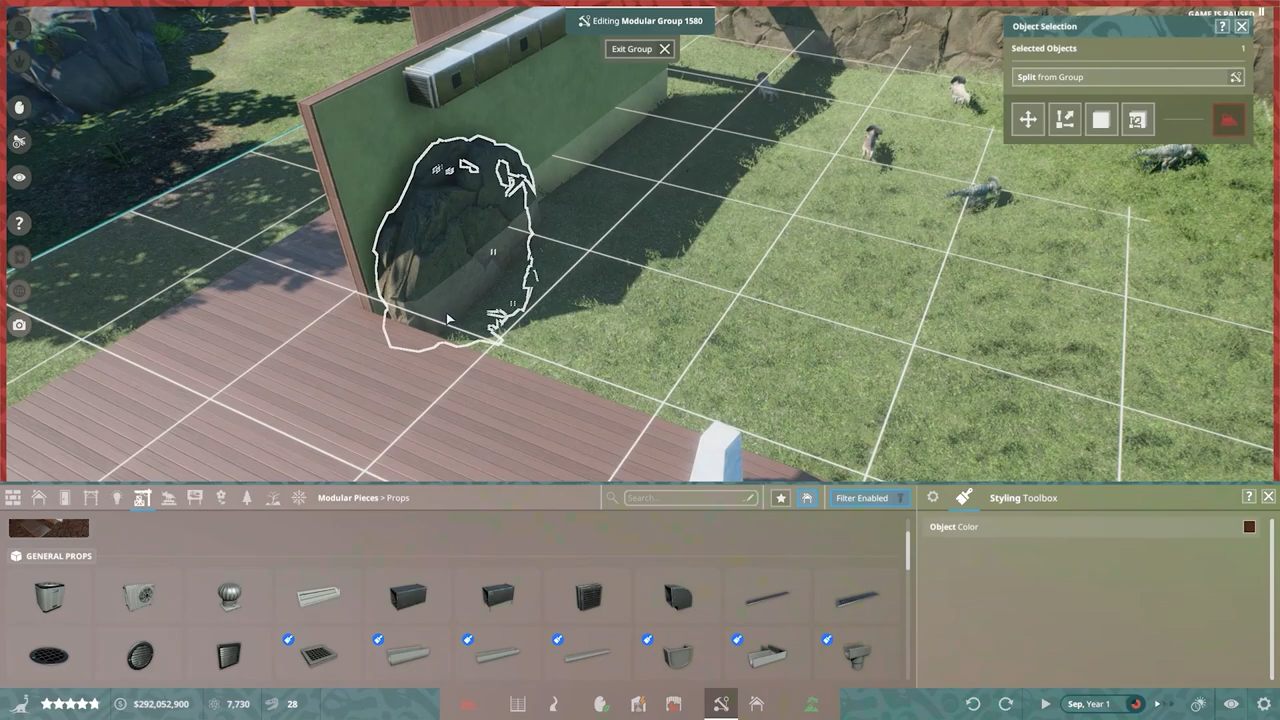 Editing Modular Group 1580
Exit Group
GAME IS PAUSED
Object Selection
?
Selected Objects 1
Split from Group
?
Modular Pieces > Props
Search...
Filter Enabled
Styling Toolbox
?
Object Color
GENERAL PROPS
$292,052,900
7,730
28
Sep, Year 1